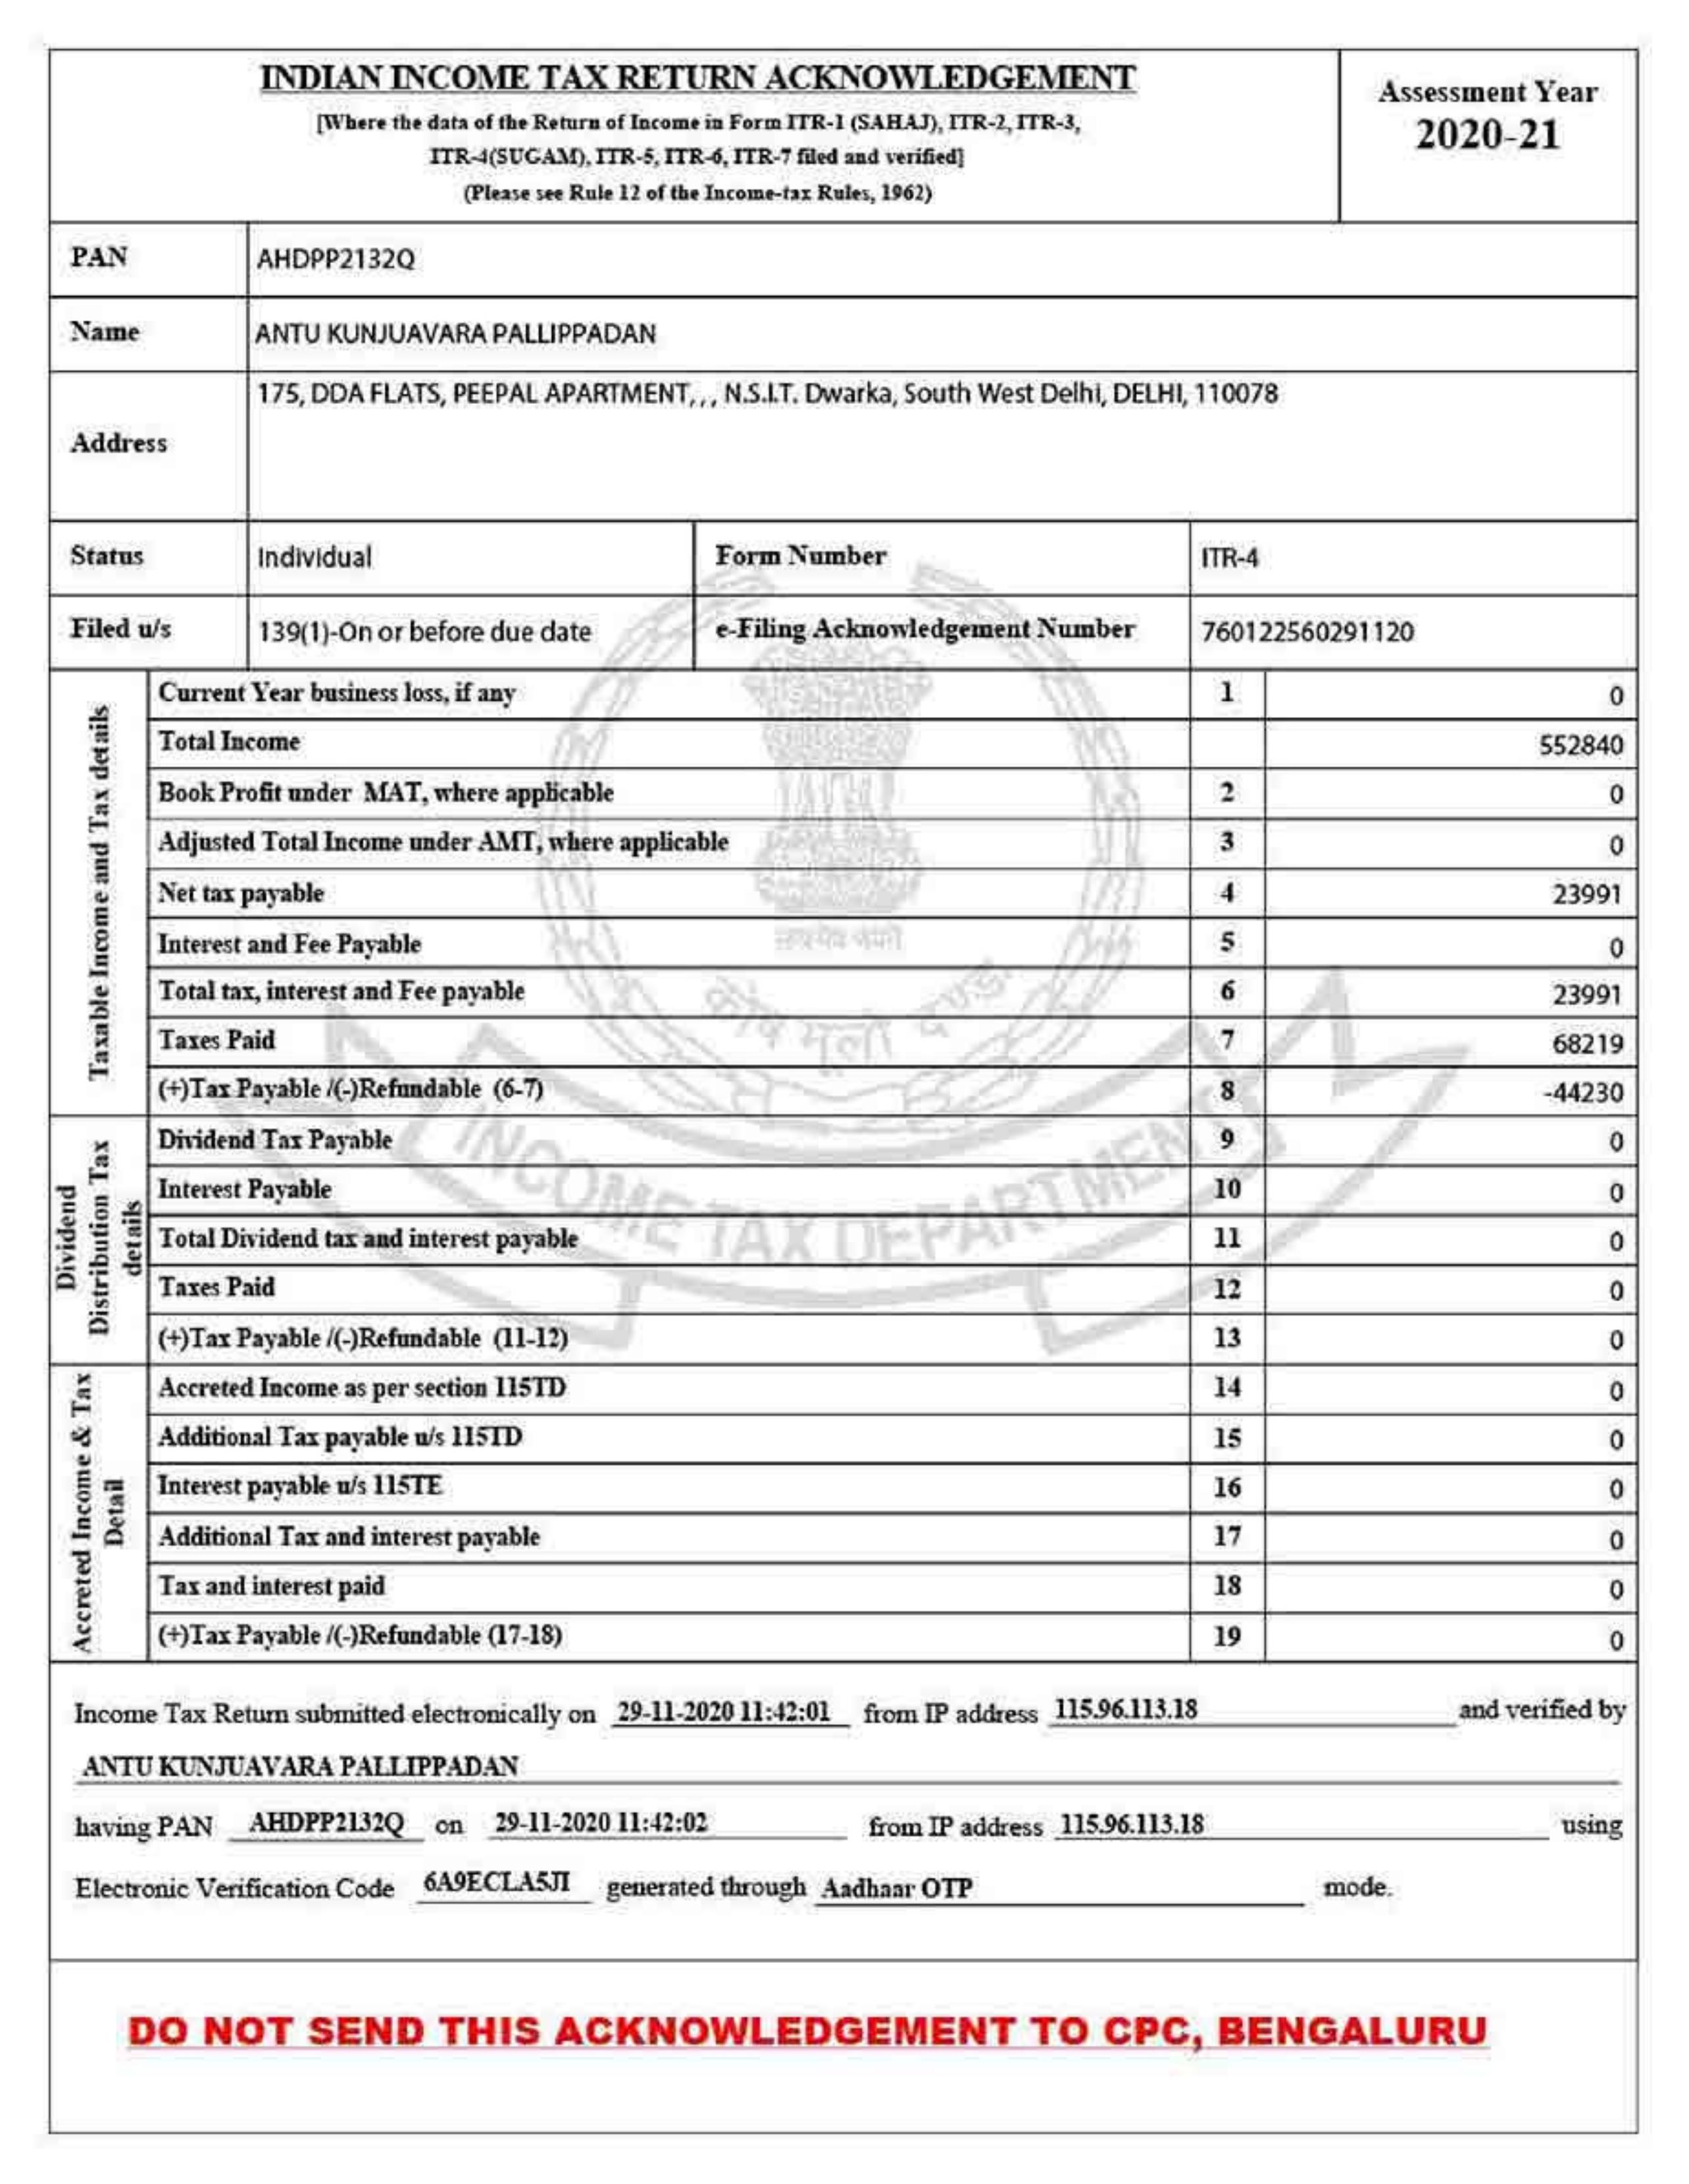 INDIAN INCOME TAX RETURN ACKNOWLEDGEMENT
[Where the data of the Return of Income in Form ITR-1 (SAHAJ), ITR-2, ITR-3,
ITR-4(SUGAM), ITR-5, ITR-6, ITR-7 filed and verified]
(Please see Rule 12 of the Income-tax Rules, 1962)
Assessment Year
2020-21
PAN AHDPP2132Q
Name ANTU KUNJUAVARA PALLIPPADAN
Address 175, DDA FLATS, PEEPAL APARTMENT, , , N.S.I.T. Dwarka, South West Delhi, DELHI, 110078
Status Individual Form Number ITR-4
Filed u/s 139(1)-On or before due date e-Filing Acknowledgement Number 760122560291120
Taxable Income and Tax details
Current Year business loss, if any 1 0
Total Income 552840
Book Profit under MAT, where applicable 2 0
Adjusted Total Income under AMT, where applicable 3 0
Net tax payable 4 23991
Interest and Fee Payable 5 0
Total tax, interest and Fee payable 6 23991
Taxes Paid 7 68219
(+)Tax Payable /(-)Refundable (6-7) 8 -44230
Dividend
Distribution Tax
details
Dividend Tax Payable 9 0
Interest Payable 10 0
Total Dividend tax and interest payable 11 0
Taxes Paid 12 0
(+)Tax Payable /(-)Refundable (11-12) 13 0
Accreted Income & Tax
Detail
Accreted Income as per section 115TD 14 0
Additional Tax payable u/s 115TD 15 0
Interest payable u/s 115TE 16 0
Additional Tax and interest payable 17 0
Tax and interest paid 18 0
(+)Tax Payable /(-)Refundable (17-18) 19 0
सत्यमेव जयते
कोष मूलो दण्डः
INCOME TAX DEPARTMENT
Income Tax Return submitted electronically on 29-11-2020 11:42:01 from IP address 115.96.113.18 and verified by
ANTU KUNJUAVARA PALLIPPADAN
having PAN AHDPP2132Q on 29-11-2020 11:42:02 from IP address 115.96.113.18 using
Electronic Verification Code 6A9ECLA5JI generated through Aadhaar OTP mode.
DO NOT SEND THIS ACKNOWLEDGEMENT TO CPC, BENGALURU